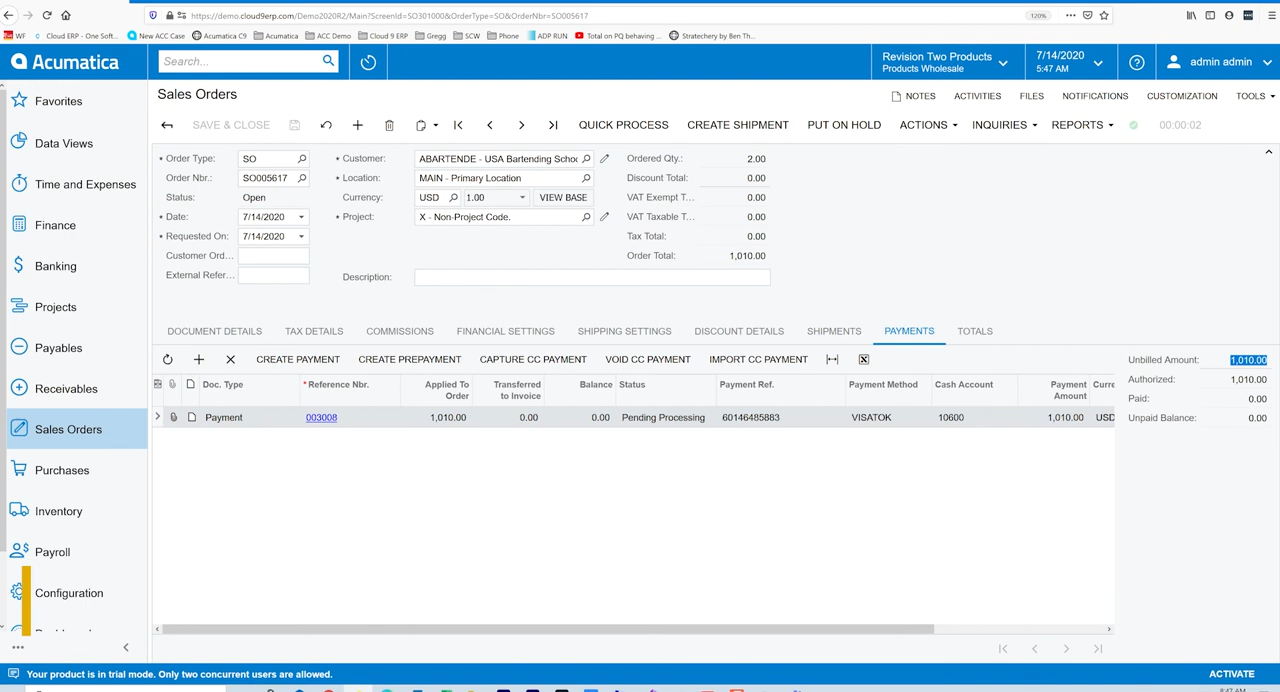 https://demo.cloud9erp.com/Demo2020R2/Main?ScreenId=SO301000&OrderType=SO&OrderNbr=SO005617
120%
WF
Cloud ERP - One Soft...
New ACC Case
Acumatica C9
Acumatica
ACC Demo
Cloud 9 ERP
Gregg
SCW
Phone
ADP RUN
Total on PQ behaving ...
Stratechery by Ben Th...
Acumatica
Search...
Revision Two Products
Products Wholesale
7/14/2020
5:47 AM
admin admin
Favorites
Data Views
Time and Expenses
Finance
Banking
Projects
Payables
Receivables
Sales Orders
Purchases
Inventory
Payroll
Configuration
Sales Orders
NOTES
ACTIVITIES
FILES
NOTIFICATIONS
CUSTOMIZATION
TOOLS
SAVE & CLOSE
QUICK PROCESS
CREATE SHIPMENT
PUT ON HOLD
ACTIONS
INQUIRIES
REPORTS
00:00:02
* Order Type: SO
Order Nbr.: SO005617
Status: Open
* Date: 7/14/2020
* Requested On: 7/14/2020
Customer Ord...
External Refer...
* Customer: ABARTENDE - USA Bartending Schoo
* Location: MAIN - Primary Location
Currency: USD 1.00 VIEW BASE
* Project: X - Non-Project Code.
Description:
Ordered Qty.: 2.00
Discount Total: 0.00
VAT Exempt T... 0.00
VAT Taxable T... 0.00
Tax Total: 0.00
Order Total: 1,010.00
DOCUMENT DETAILS
TAX DETAILS
COMMISSIONS
FINANCIAL SETTINGS
SHIPPING SETTINGS
DISCOUNT DETAILS
SHIPMENTS
PAYMENTS
TOTALS
CREATE PAYMENT
CREATE PREPAYMENT
CAPTURE CC PAYMENT
VOID CC PAYMENT
IMPORT CC PAYMENT
Doc. Type
* Reference Nbr.
Applied To Order
Transferred to Invoice
Balance
Status
Payment Ref.
Payment Method
Cash Account
Payment Amount
Curre
Payment
003008
1,010.00
0.00
0.00
Pending Processing
60146485883
VISATOK
10600
1,010.00
USD
Unbilled Amount: 1,010.00
Authorized: 1,010.00
Paid: 0.00
Unpaid Balance: 0.00
Your product is in trial mode. Only two concurrent users are allowed.
ACTIVATE